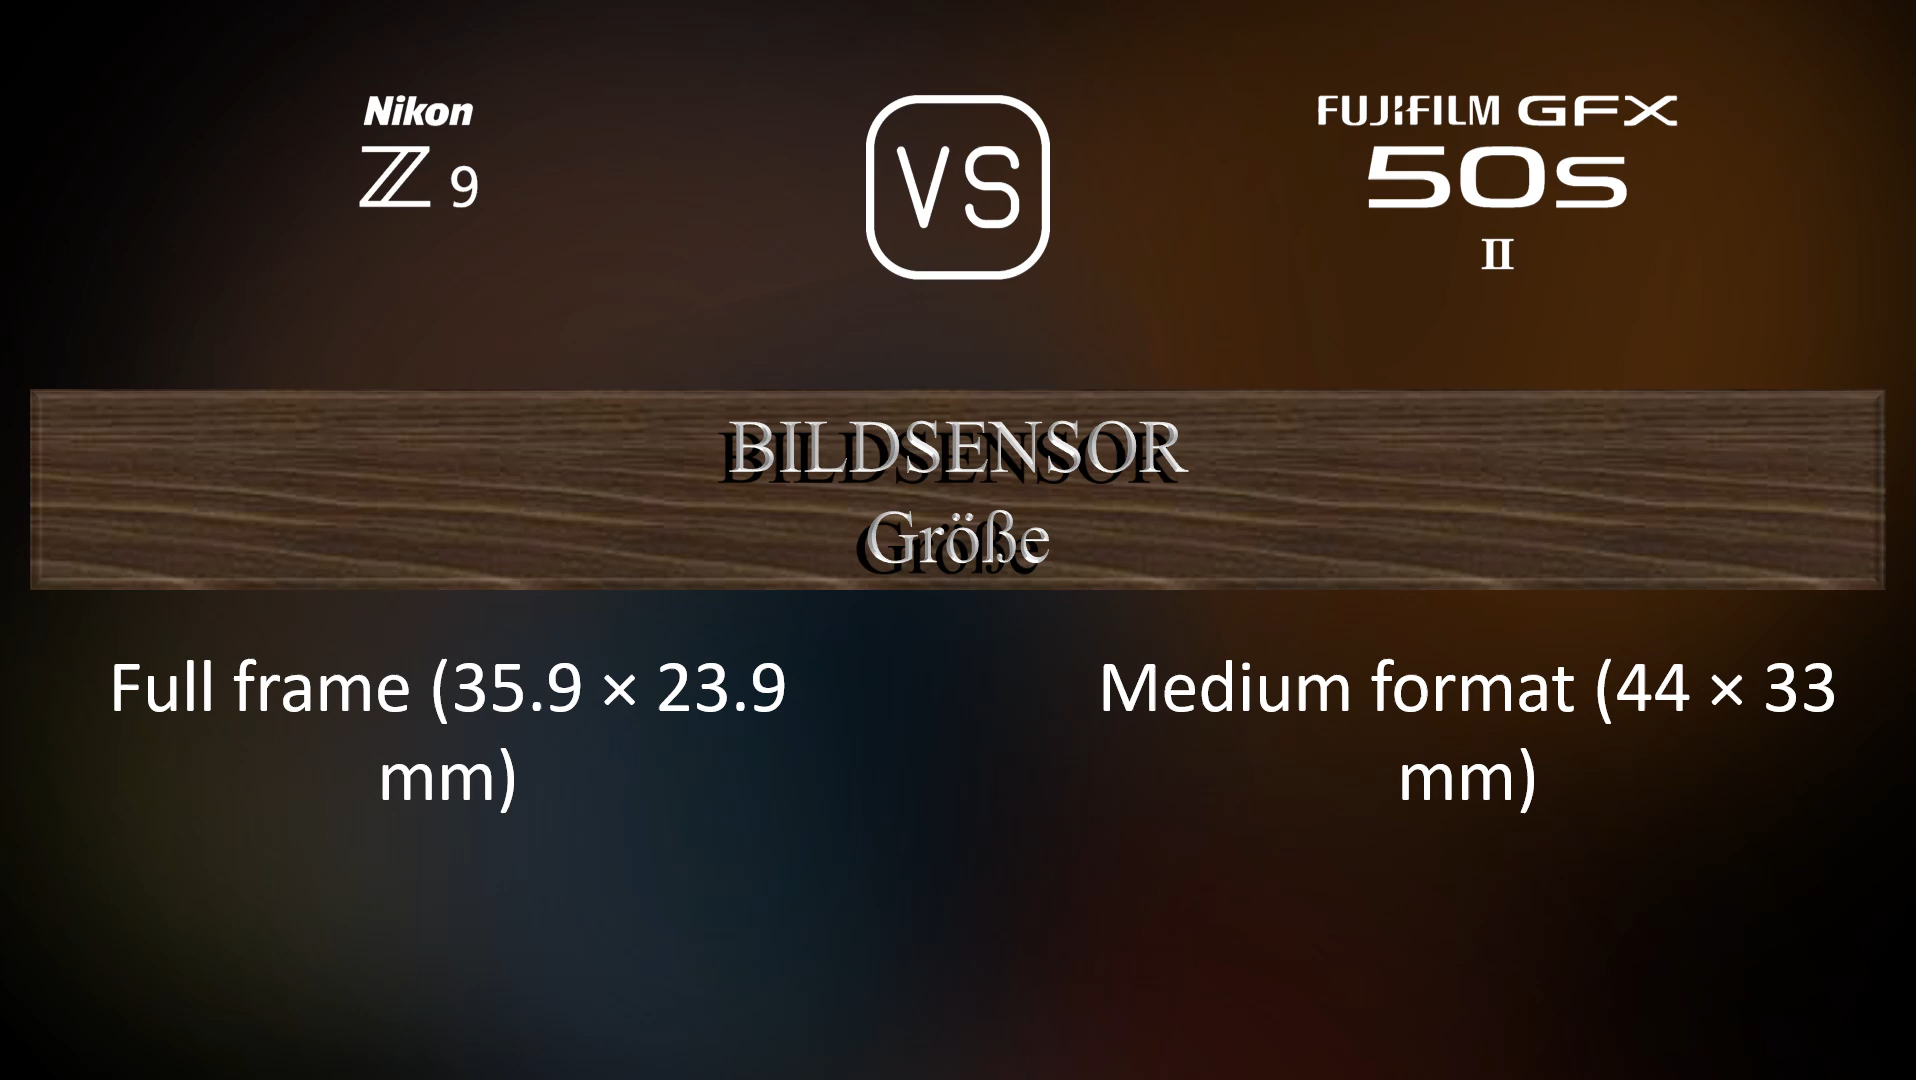 Nikon
Z 9
VS
FUJIFILM GFX
50s
II
BILDSENSOR
Größe
Full frame (35.9 × 23.9
mm)
Medium format (44 × 33
mm)